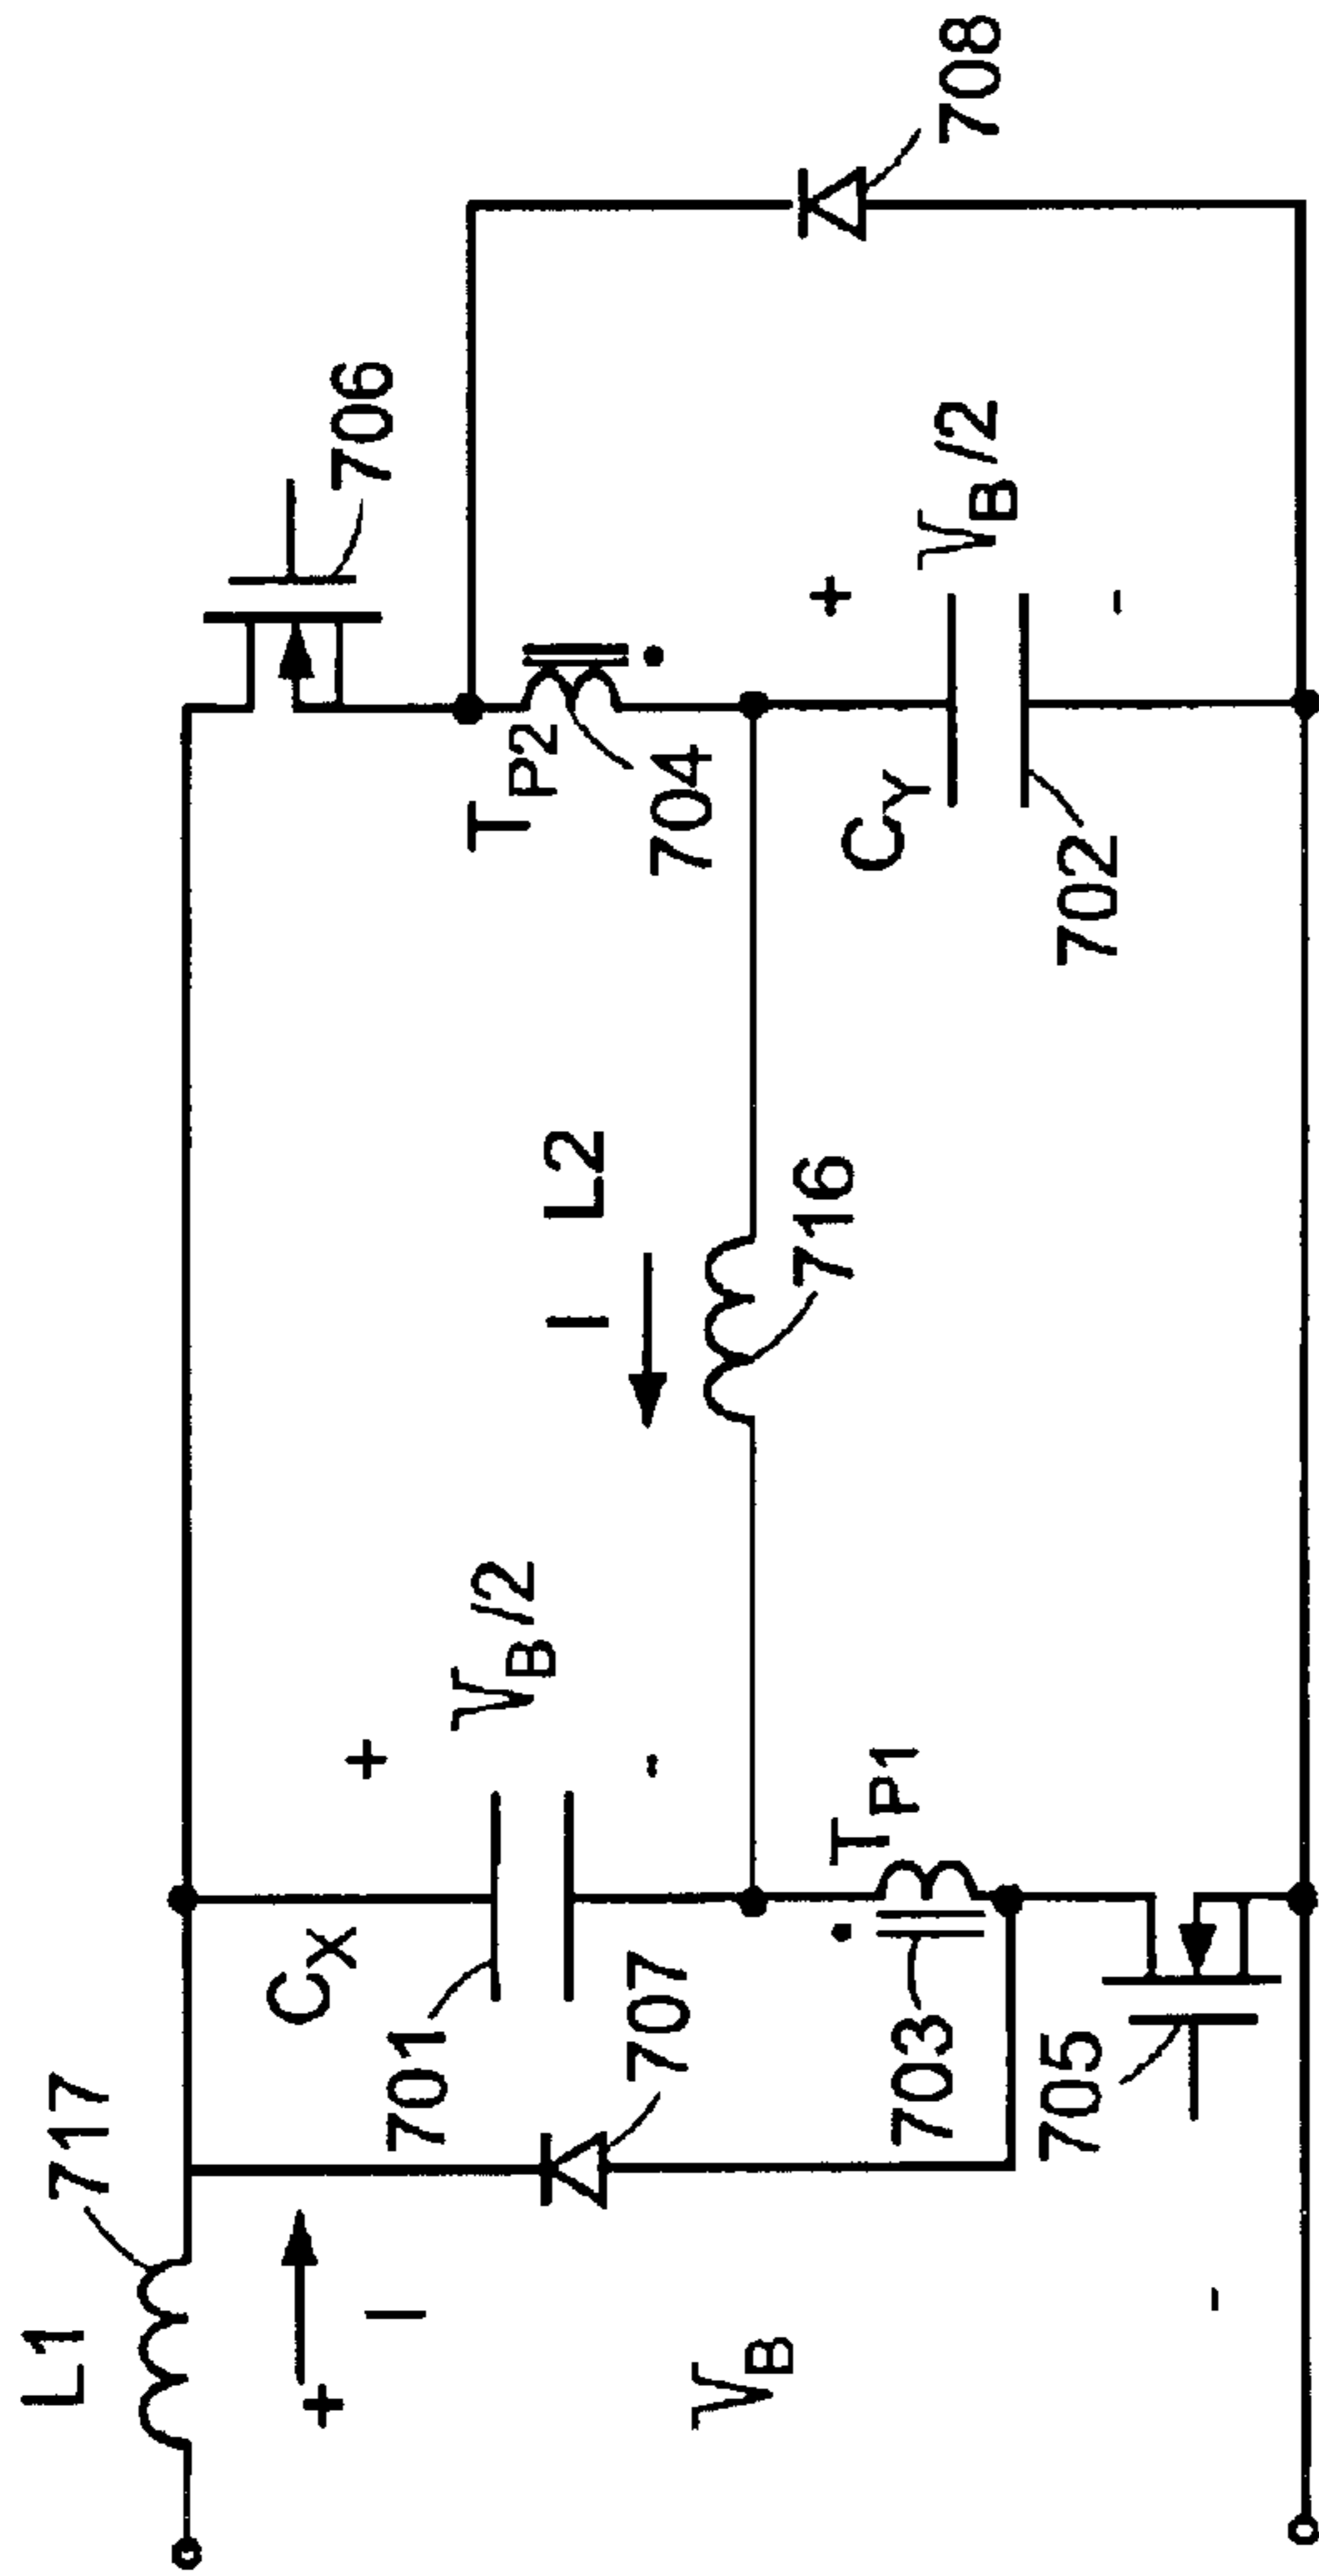 L1
717
+
I
V_B
-
C_X
701
+
V_B/2
-
707
T_P1
703
705
I
L2
716
706
T_P2
704
C_Y
702
+
V_B/2
-
708